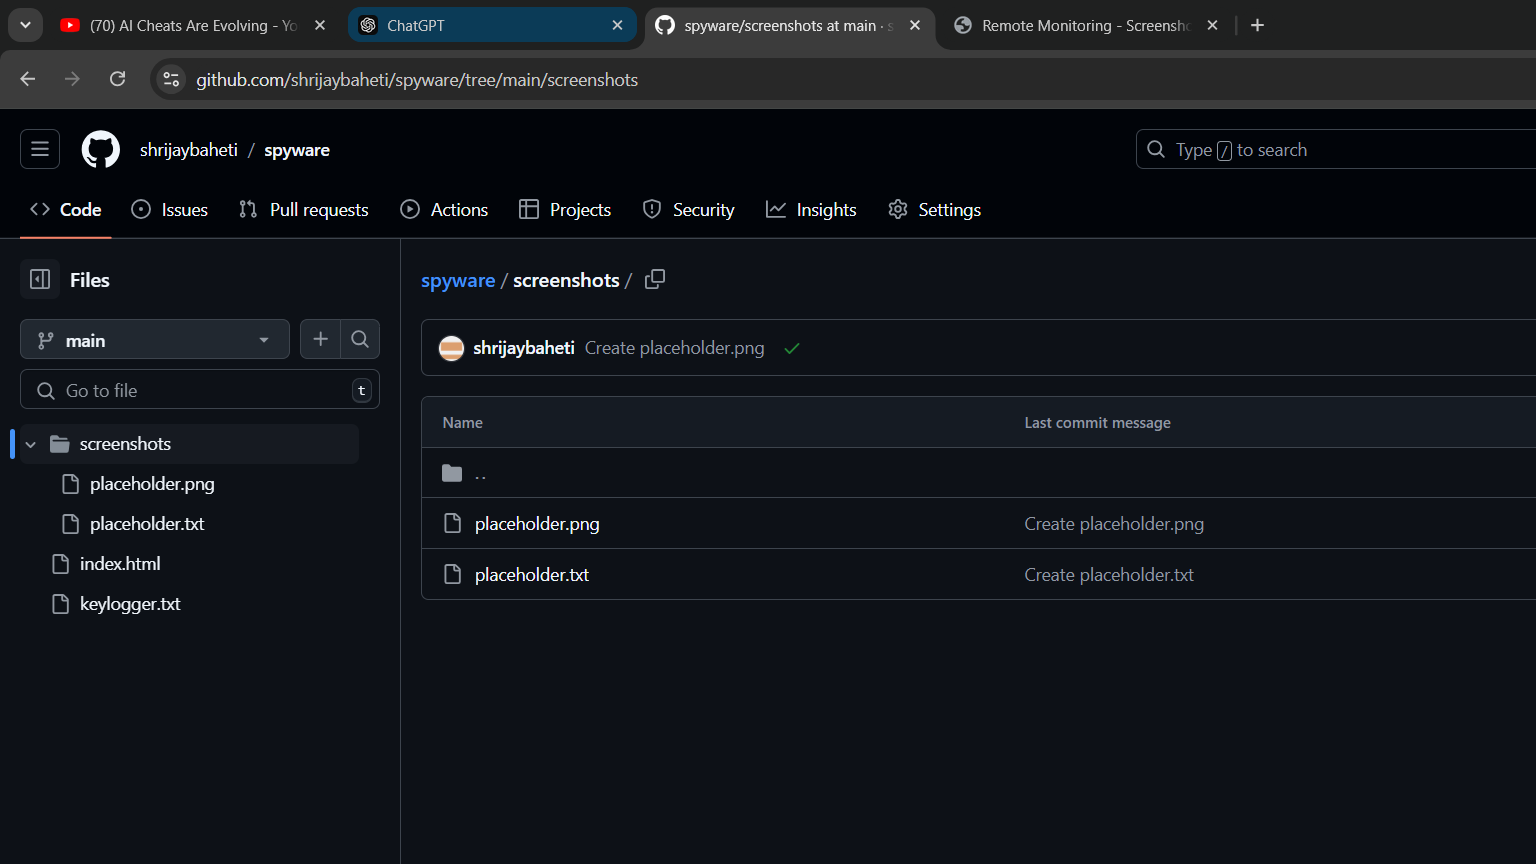 (70) AI Cheats Are Evolving - Yo
ChatGPT
spyware/screenshots at main · s
Remote Monitoring - Screensho
github.com/shrijaybaheti/spyware/tree/main/screenshots
shrijaybaheti / spyware
Type / to search
Code
Issues
Pull requests
Actions
Projects
Security
Insights
Settings
Files
main
Go to file
t
screenshots
placeholder.png
placeholder.txt
index.html
keylogger.txt
spyware / screenshots /
shrijaybaheti Create placeholder.png
Name Last commit message
..
placeholder.png Create placeholder.png
placeholder.txt Create placeholder.txt